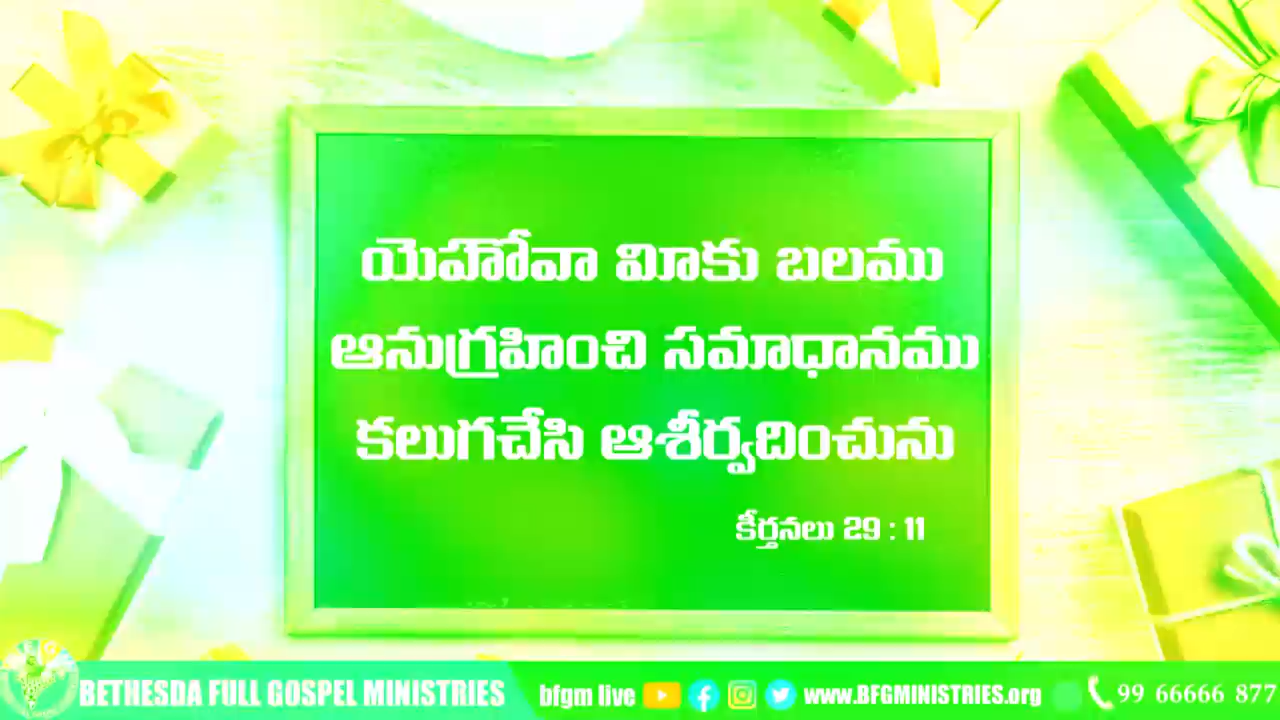 యెహోవా మీకు బలము
ఆనుగ్రహించి సమాధానము
కలుగచేసి ఆశీర్వదించును
కీర్తనలు 29 : 11
BETHESDA FULL GOSPEL MINISTRIES bfgm live www.BFGMINISTRIES.org 99 66666 877